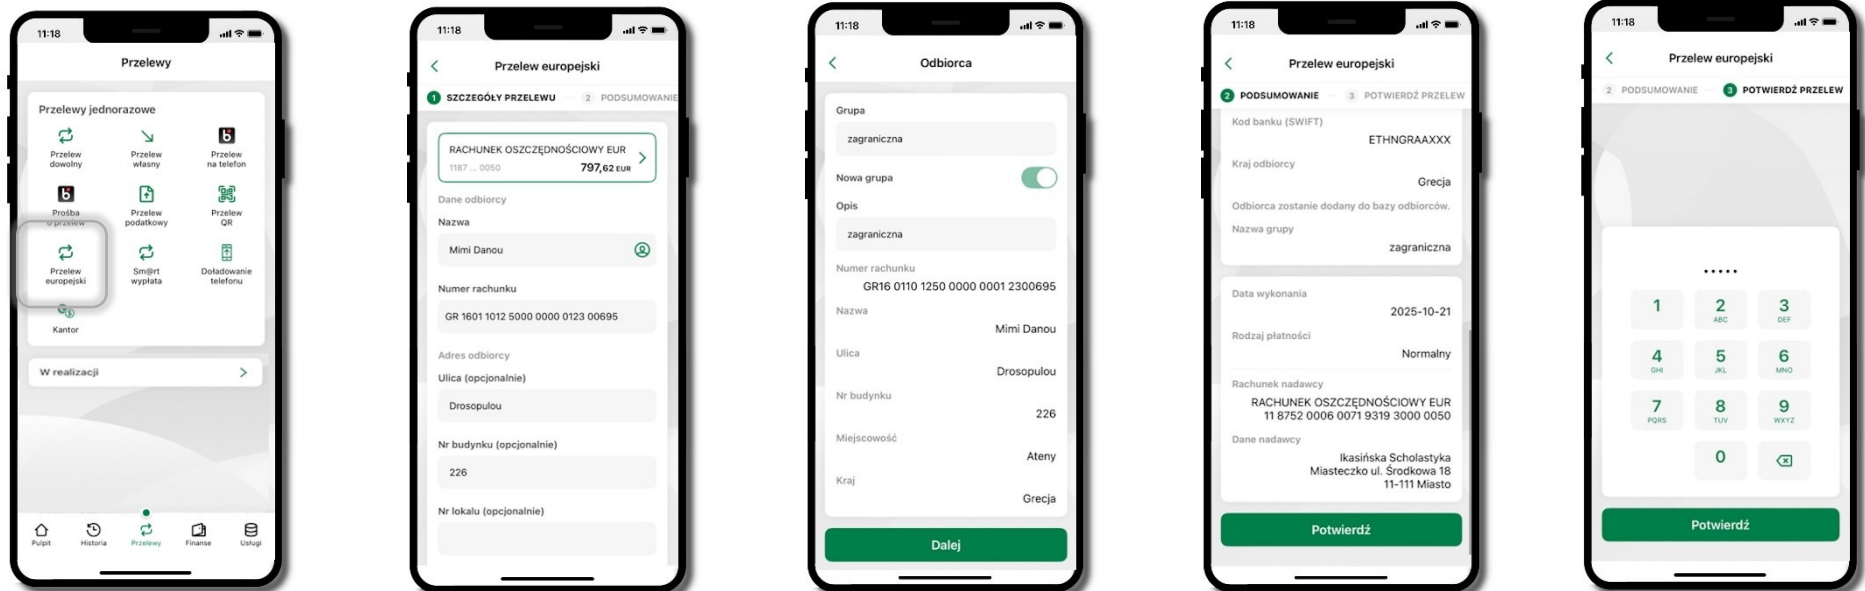 11:18
Przelewy
Przelewy jednorazowe
Przelew
dowolny
Przelew
własny
Przelew
na telefon
Prośba
o przelew
Przelew
podatkowy
Przelew
QR
Przelew
europejski
Sm@rt
wypłata
Doładowanie
telefonu
Kantor
W realizacji
Pulpit
Historia
Przelewy
Finanse
Usługi
11:18
Przelew europejski
1 SZCZEGÓŁY PRZELEWU 2 PODSUMOWANIE
RACHUNEK OSZCZĘDNOŚCIOWY EUR
1187 ... 0050 797,62 EUR
Dane odbiorcy
Nazwa
Mimi Danou
Numer rachunku
GR 1601 1012 5000 0000 0123 00695
Adres odbiorcy
Ulica (opcjonalnie)
Drosopulou
Nr budynku (opcjonalnie)
226
Nr lokalu (opcjonalnie)
11:18
Odbiorca
Grupa
zagraniczna
Nowa grupa
Opis
zagraniczna
Numer rachunku
GR16 0110 1250 0000 0001 2300695
Nazwa
Mimi Danou
Ulica
Drosopulou
Nr budynku
226
Miejscowość
Ateny
Kraj
Grecja
Dalej
11:18
Przelew europejski
2 PODSUMOWANIE 3 POTWIERDŹ PRZELEW
Kod banku (SWIFT)
ETHNGRAAXXX
Kraj odbiorcy
Grecja
Odbiorca zostanie dodany do bazy odbiorców.
Nazwa grupy
zagraniczna
Data wykonania
2025-10-21
Rodzaj płatności
Normalny
Rachunek nadawcy
RACHUNEK OSZCZĘDNOŚCIOWY EUR
11 8752 0006 0071 9319 3000 0050
Dane nadawcy
Ikasińska Scholastyka
Miasteczko ul. Środkowa 18
11-111 Miasto
Potwierdź
11:18
Przelew europejski
2 PODSUMOWANIE 3 POTWIERDŹ PRZELEW
1 2 3
ABC DEF
4 5 6
GHI JKL MNO
7 8 9
PQRS TUV WXYZ
0
Potwierdź